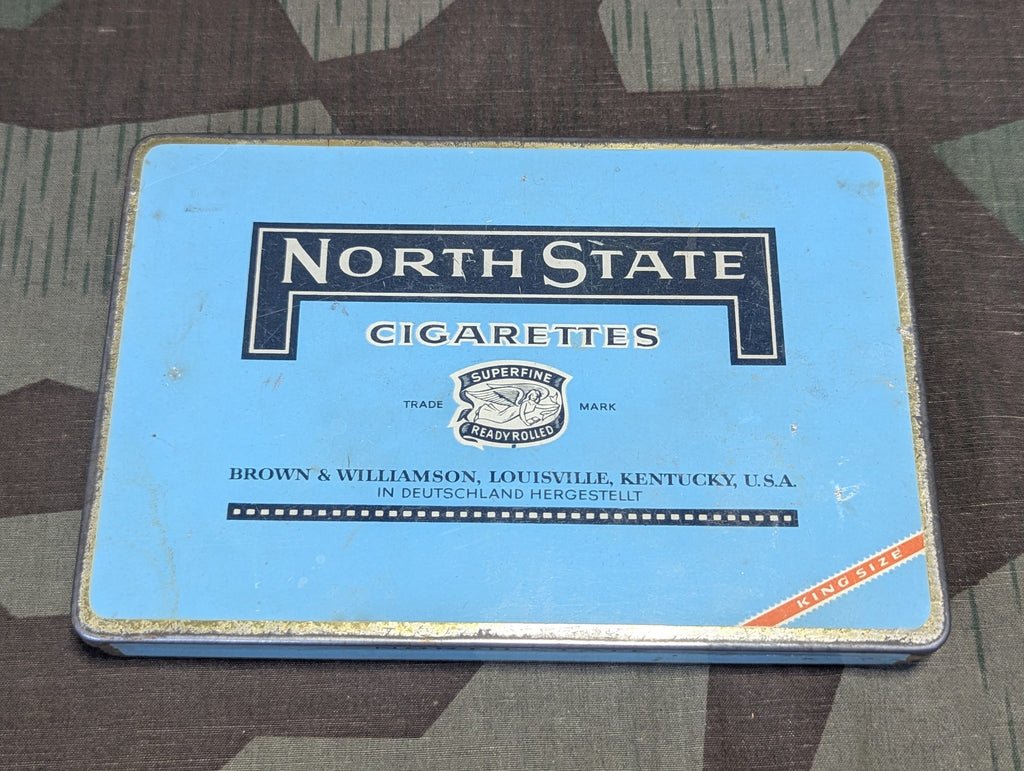 NORTH STATE
CIGARETTES
SUPERFINE
TRADE MARK
READY ROLLED
BROWN & WILLIAMSON, LOUISVILLE, KENTUCKY, U.S.A.
IN DEUTSCHLAND HERGESTELLT
KING SIZE